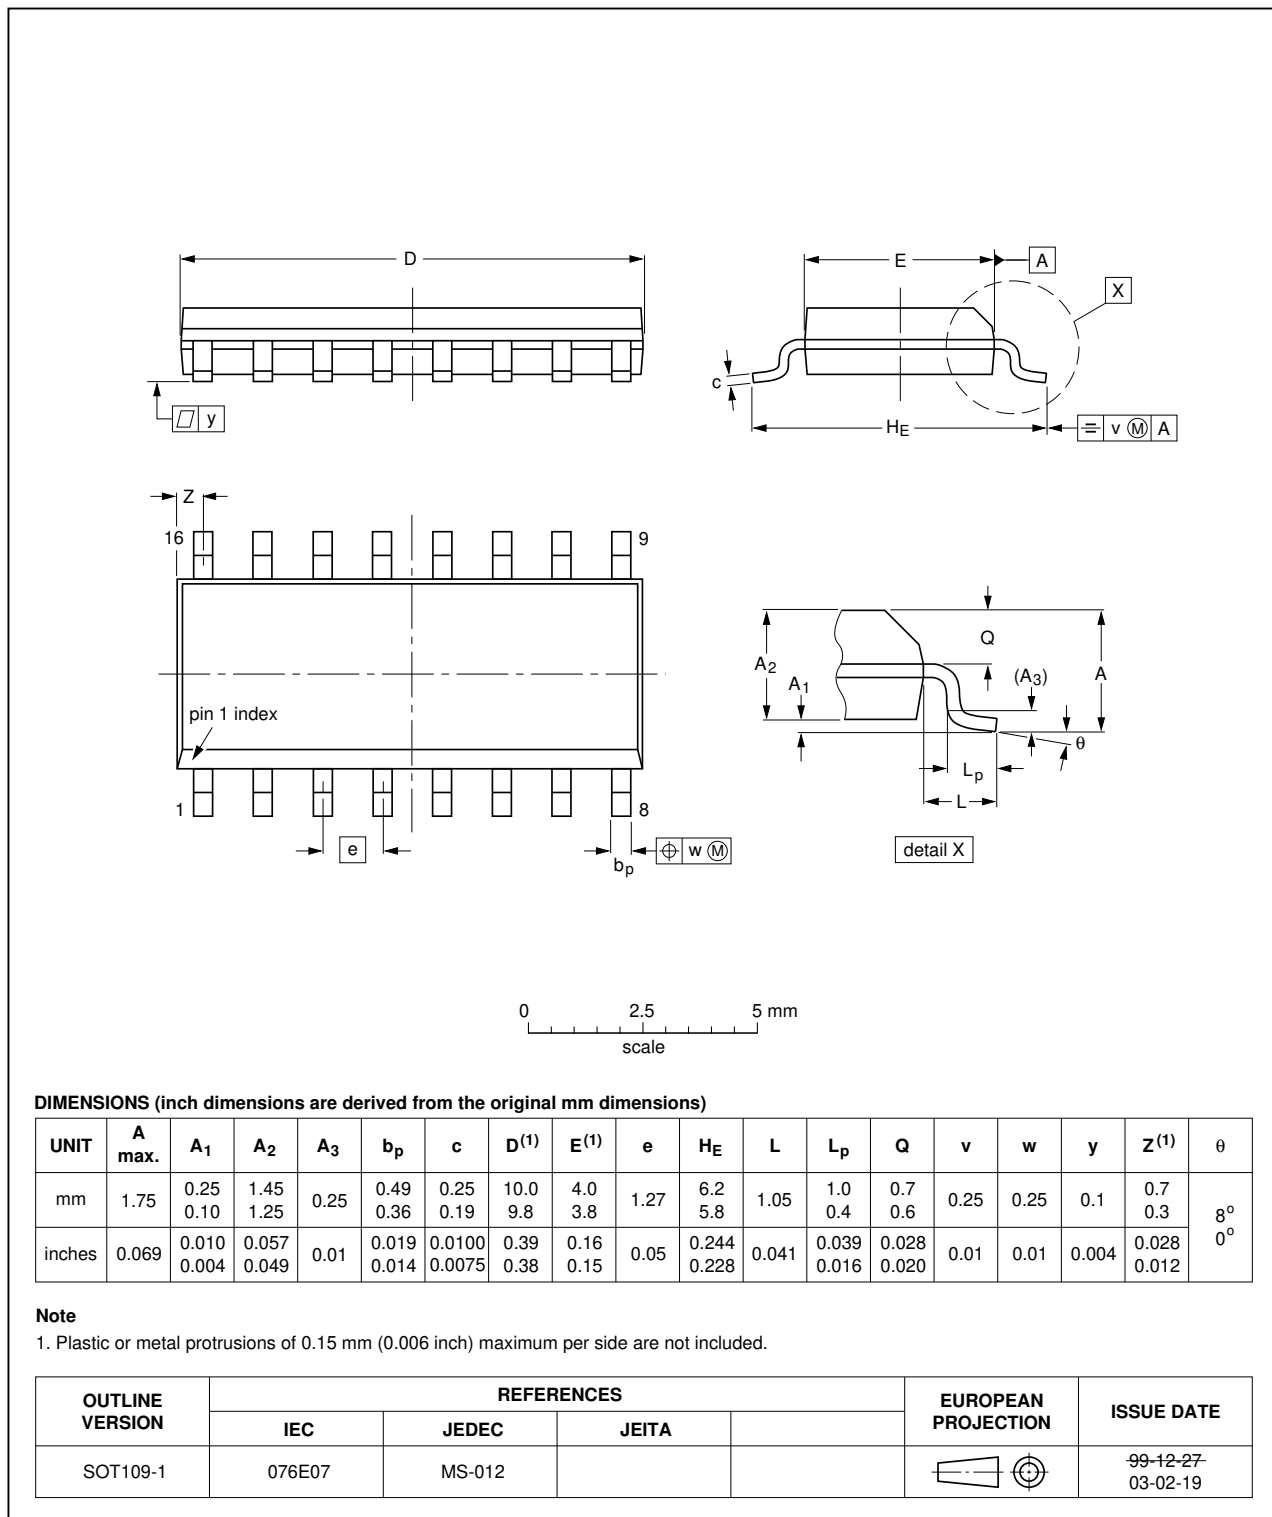 D
E
A
X
c
y
HE
v M A
Z
16
9
pin 1 index
1
8
e
bp
w M
A2
A1
Q
(A3)
A
θ
Lp
L
detail X
0 2.5 5 mm
scale
DIMENSIONS (inch dimensions are derived from the original mm dimensions)
UNIT A max. A1 A2 A3 bp c D(1) E(1) e HE L Lp Q v w y Z(1) θ
mm 1.75 0.25 0.10 1.45 1.25 0.25 0.49 0.36 0.25 0.19 10.0 9.8 4.0 3.8 1.27 6.2 5.8 1.05 1.0 0.4 0.7 0.6 0.25 0.25 0.1 0.7 0.3 8o 0o
inches 0.069 0.010 0.004 0.057 0.049 0.01 0.019 0.014 0.0100 0.0075 0.39 0.38 0.16 0.15 0.05 0.244 0.228 0.041 0.039 0.016 0.028 0.020 0.01 0.01 0.004 0.028 0.012
Note
1. Plastic or metal protrusions of 0.15 mm (0.006 inch) maximum per side are not included.
OUTLINE VERSION REFERENCES EUROPEAN PROJECTION ISSUE DATE
IEC JEDEC JEITA
SOT109-1 076E07 MS-012 99-12-27
03-02-19